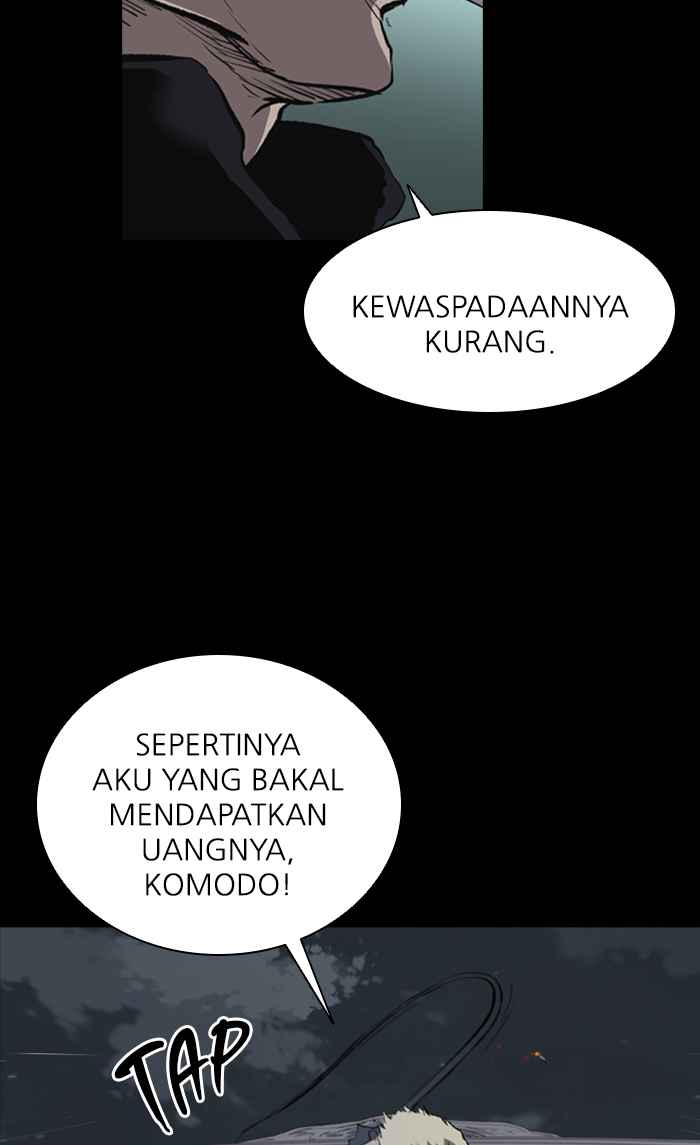 KEWASPADAANNYA
KURANG.
SEPERTINYA
AKU YANG BAKAL
MENDAPATKAN
UANGNYA,
KOMODO!
TAP